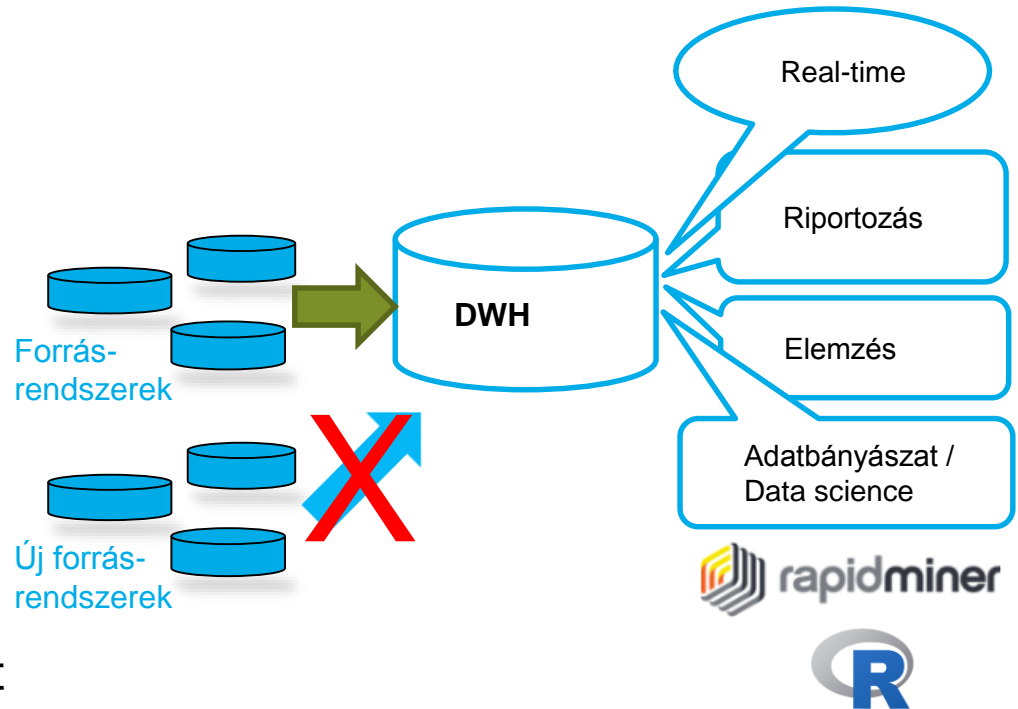 Real-time
Riportozás
DWH
Elemzés
Forrás-
rendszerek
Adatbányászat /
Data science
Új forrás-
rendszerek
rapidminer
R